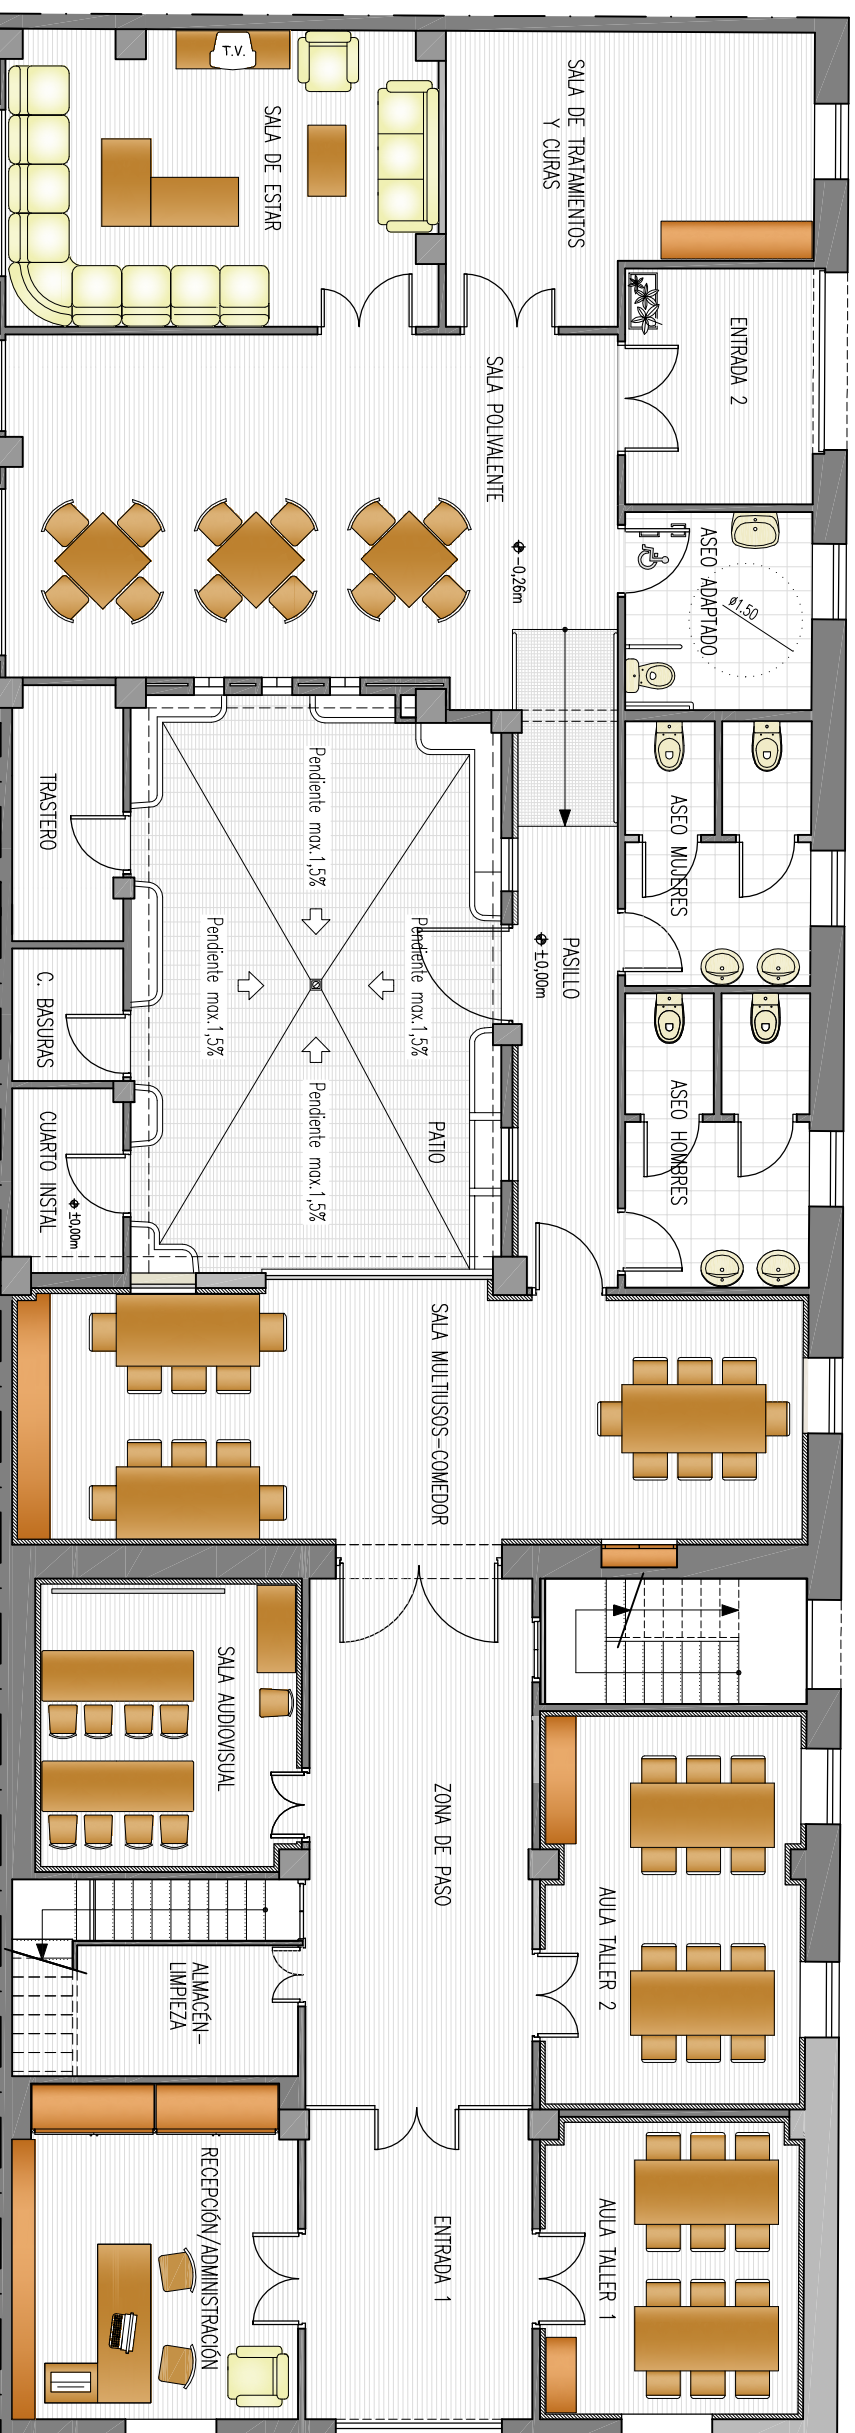 T.V.
SALA DE ESTAR
SALA DE TRATAMIENTOS
Y CURAS
ENTRADA 2
SALA POLIVALENTE
-0,26m
ASEO ADAPTADO
ø1.50
TRASTERO
Pendiente max.1,5%
Pendiente max.1,5%
Pendiente max.1,5%
Pendiente max.1,5%
PATIO
PASILLO
±0,00m
ASEO MUJERES
C. BASURAS
CUARTO INSTAL
±0,00m
ASEO HOMBRES
SALA MULTIUSOS-COMEDOR
SALA AUDIOVISUAL
ZONA DE PASO
AULA TALLER 2
ALMACÉN-
LIMPIEZA
RECEPCIÓN/ADMINISTRACIÓN
ENTRADA 1
AULA TALLER 1